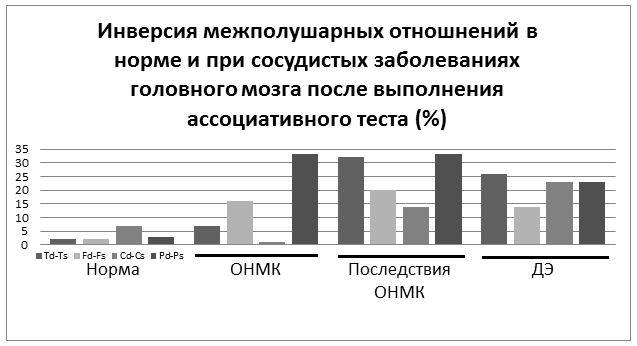 Инверсия межполушарных отношений в
норме и при сосудистых заболеваниях
головного мозга после выполнения
ассоциативного теста (%)
35
30
25
20
15
10
5
0
Td-Ts Fd-Fs Cd-Cs Pd-Ps
Норма ОНМК Последствия ДЭ
ОНМК